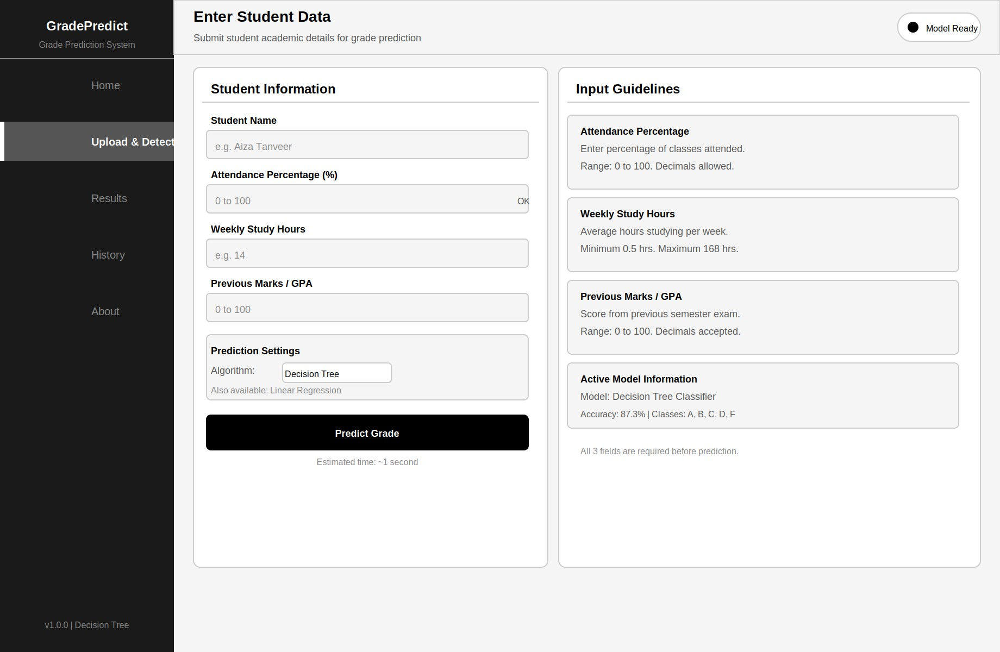 GradePredict
Grade Prediction System
Home
Upload & Detect
Results
History
About
v1.0.0 | Decision Tree
Enter Student Data
Submit student academic details for grade prediction
Model Ready
Student Information
Student Name
e.g. Aiza Tanveer
Attendance Percentage (%)
0 to 100
OK
Weekly Study Hours
e.g. 14
Previous Marks / GPA
0 to 100
Prediction Settings
Algorithm:
Decision Tree
Also available: Linear Regression
Predict Grade
Estimated time: ~1 second
Input Guidelines
Attendance Percentage
Enter percentage of classes attended.
Range: 0 to 100. Decimals allowed.
Weekly Study Hours
Average hours studying per week.
Minimum 0.5 hrs. Maximum 168 hrs.
Previous Marks / GPA
Score from previous semester exam.
Range: 0 to 100. Decimals accepted.
Active Model Information
Model: Decision Tree Classifier
Accuracy: 87.3% | Classes: A, B, C, D, F
All 3 fields are required before prediction.